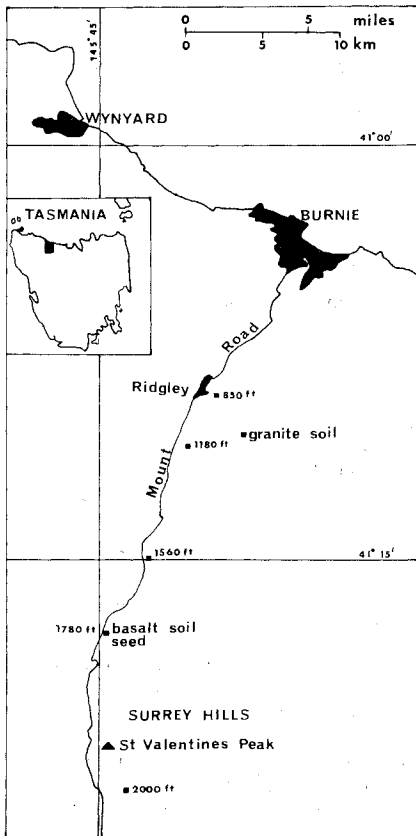 0 5 miles
0 5 10 km
145° 45'
WYNYARD
41° 00'
TASMANIA
BURNIE
Road
Ridgley
850 ft
granite soil
1180 ft
Mount
1560 ft
41° 15'
1780 ft
basalt soil
seed
SURREY HILLS
St Valentines Peak
2000 ft